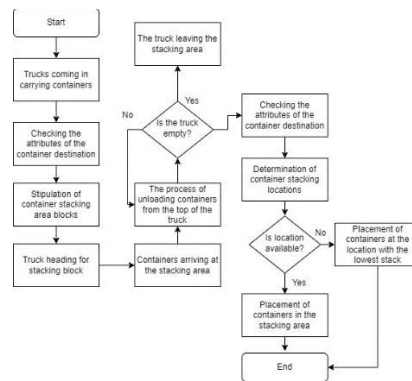 Start
Trucks coming in
carrying containers
Checking the
attributes of the
container destination
Stipulation of
container stacking
area blocks
Truck heading for
stacking block
Containers arriving at
the stacking area
The process of
unloading containers
from the top of the
truck
Is the truck
empty?
No
Yes
The truck leaving the
stacking area
Checking the
attributes of the
container destination
Determination of
container stacking
locations
Is location
available?
No
Placement of
containers at the
location with the
lowest stack
Yes
Placement of
containers in the
stacking area
End